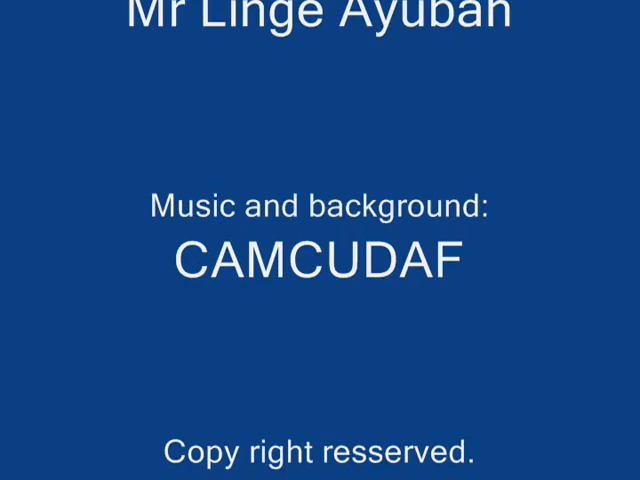 Mr Linge Ayubah
Music and background:
CAMCUDAF
Copy right resserved.